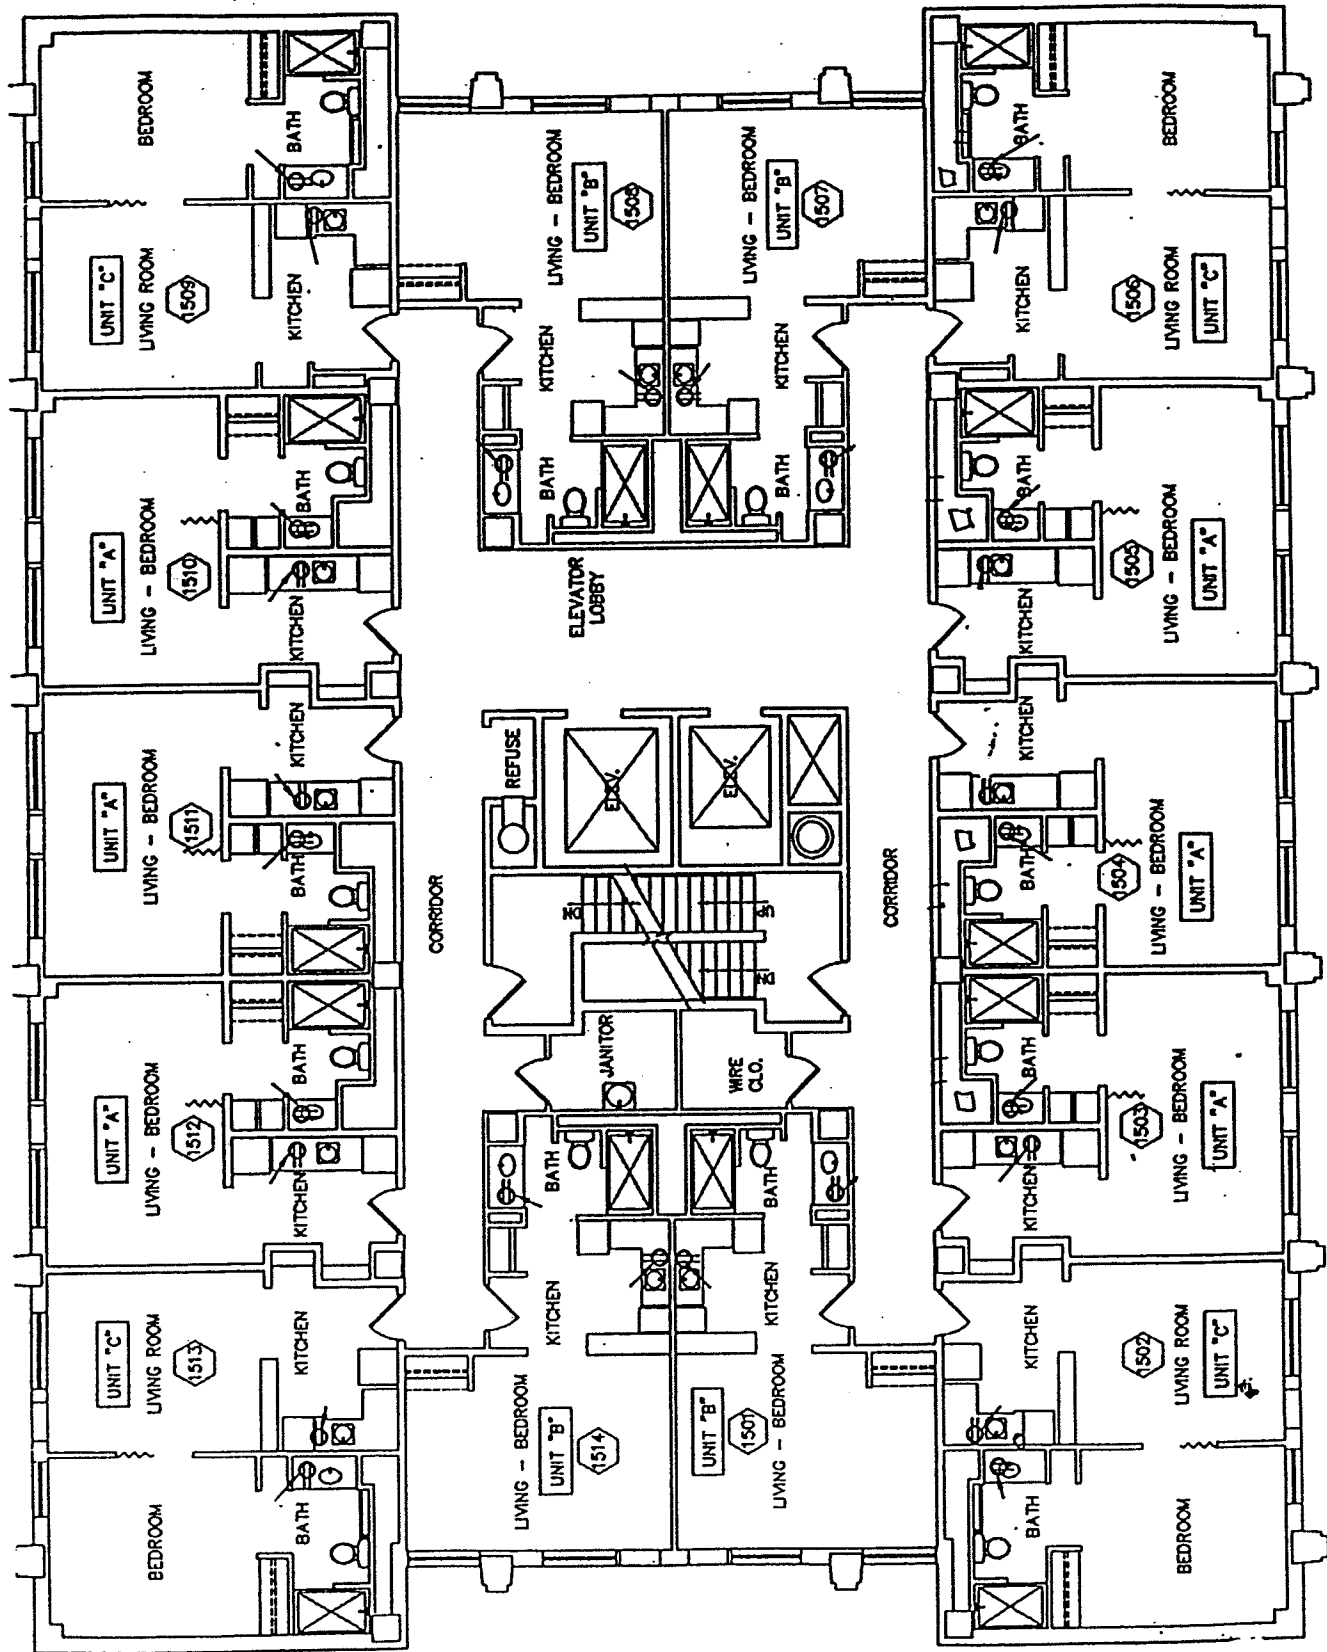 BEDROOM
BATH
UNIT "C"
LIVING ROOM
1509
KITCHEN
UNIT "A"
LIVING - BEDROOM
1510
BATH
KITCHEN
UNIT "A"
LIVING - BEDROOM
1511
KITCHEN
BATH
UNIT "A"
LIVING - BEDROOM
1512
BATH
KITCHEN
UNIT "C"
LIVING ROOM
1513
KITCHEN
BEDROOM
BATH
LIVING - BEDROOM
UNIT "B"
1508
KITCHEN
BATH
LIVING - BEDROOM
UNIT "B"
1507
KITCHEN
BATH
ELEVATOR
LOBBY
CORRIDOR
REFUSE
ELEV.
ELEV.
DN
UP
DN
CORRIDOR
JANITOR
WIRE
CLO.
BATH
KITCHEN
LIVING - BEDROOM
UNIT "B"
1514
BATH
KITCHEN
UNIT "B"
1501
LIVING - BEDROOM
BATH
BEDROOM
KITCHEN
1506
LIVING ROOM
UNIT "C"
BATH
KITCHEN
1505
LIVING - BEDROOM
UNIT "A"
KITCHEN
BATH
1504
LIVING - BEDROOM
UNIT "A"
BATH
KITCHEN
1503
LIVING - BEDROOM
UNIT "A"
KITCHEN
1502
LIVING ROOM
UNIT "C"
BATH
BEDROOM